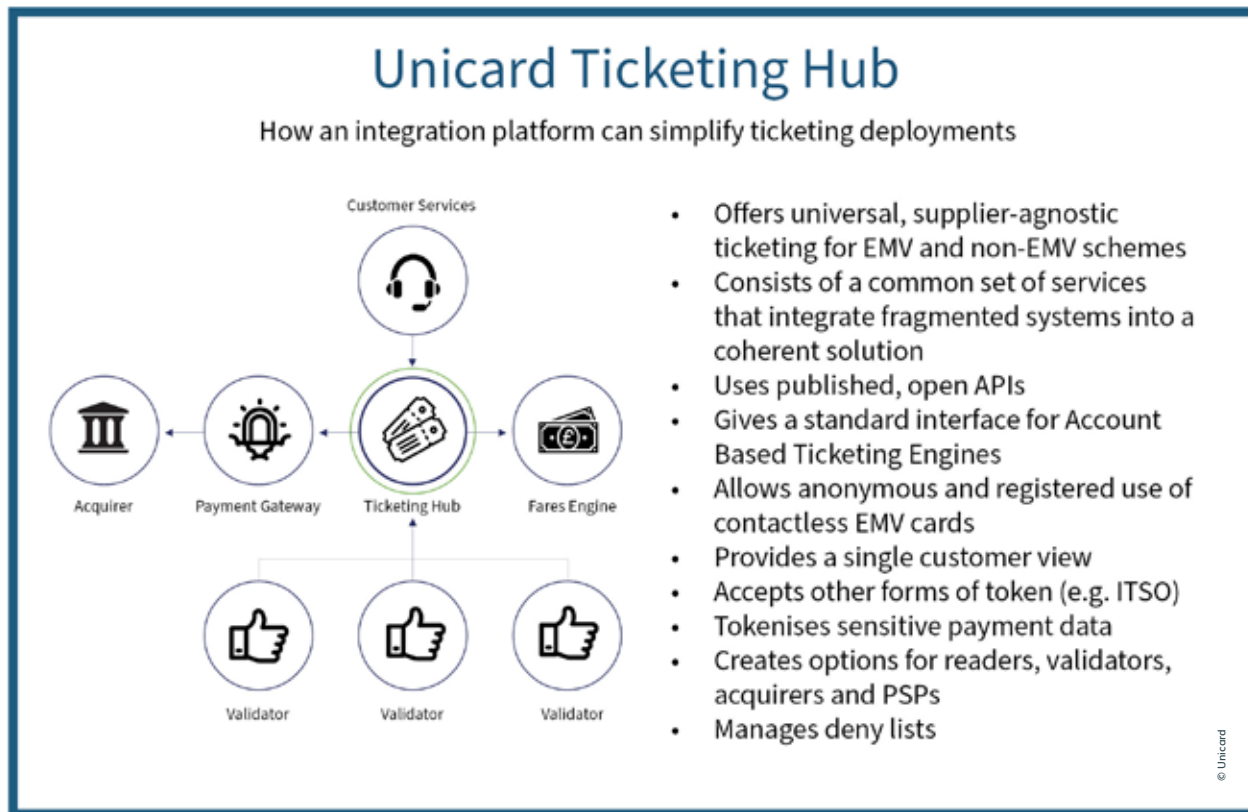 Unicard Ticketing Hub
How an integration platform can simplify ticketing deployments
Customer Services
Acquirer
Payment Gateway
Ticketing Hub
Fares Engine
£
Validator
Validator
Validator
• Offers universal, supplier-agnostic
ticketing for EMV and non-EMV schemes
• Consists of a common set of services
that integrate fragmented systems into a
coherent solution
• Uses published, open APIs
• Gives a standard interface for Account
Based Ticketing Engines
• Allows anonymous and registered use of
contactless EMV cards
• Provides a single customer view
• Accepts other forms of token (e.g. ITSO)
• Tokenises sensitive payment data
• Creates options for readers, validators,
acquirers and PSPs
• Manages deny lists
© Unicard